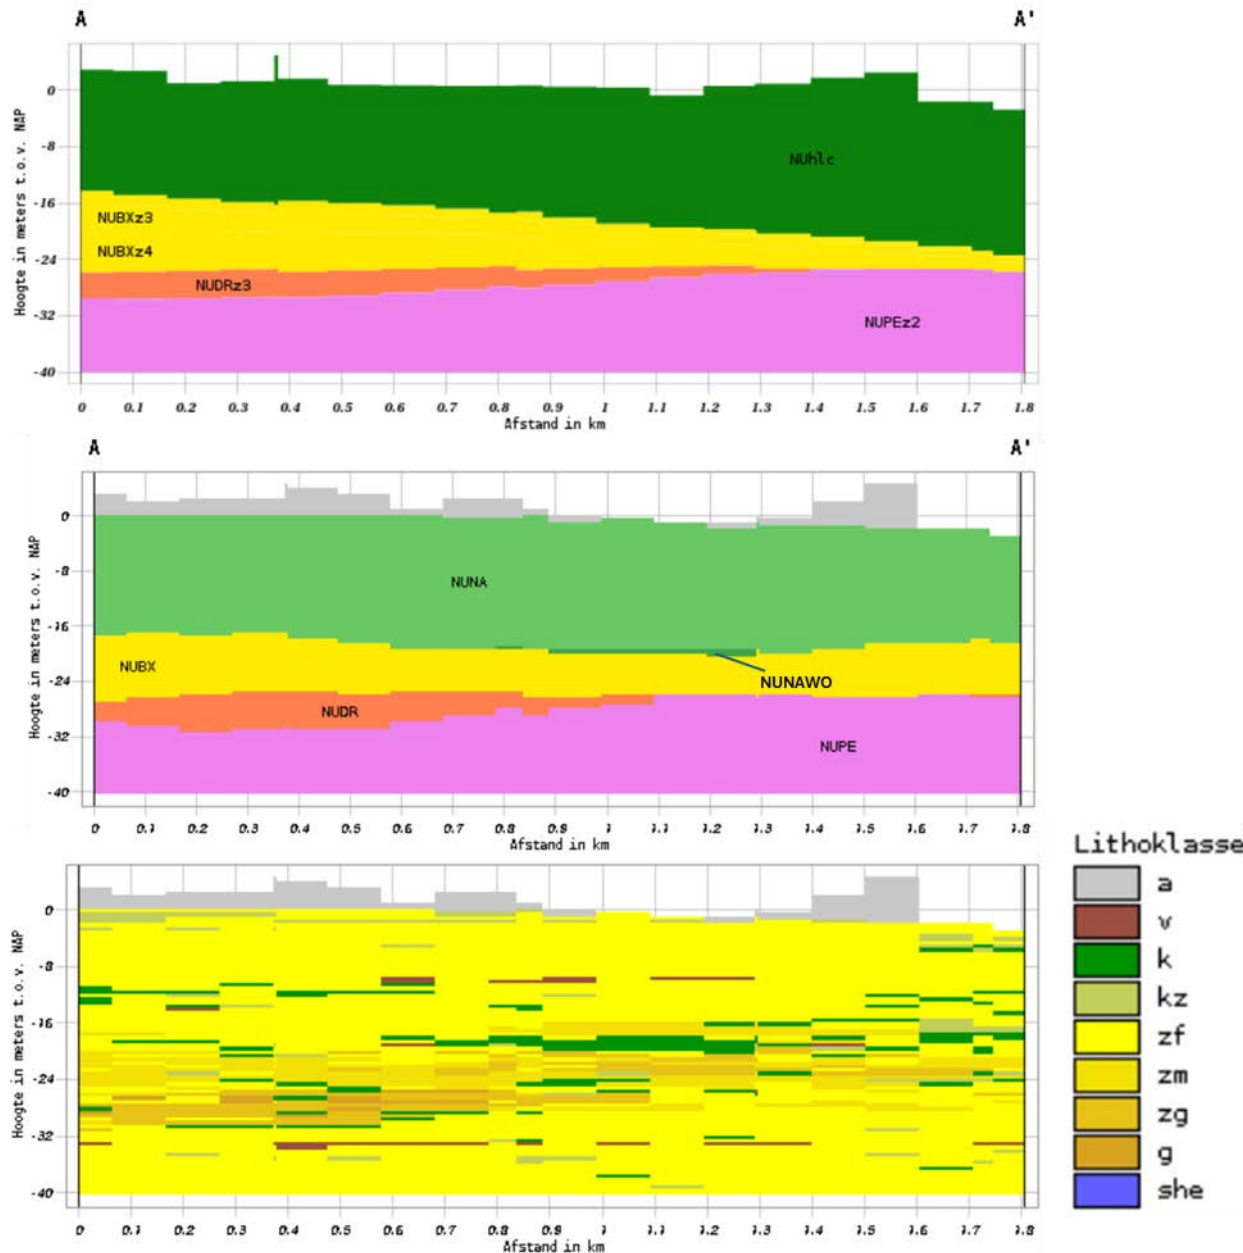 A A'
Hoogte in meters t.o.v. NAP
0
-8
-16
-24
-32
-40
NUhlc
NUBXz3
NUBXz4
NUDRz3
NUPEz2
0 0.1 0.2 0.3 0.4 0.5 0.6 0.7 0.8 0.9 1 1.1 1.2 1.3 1.4 1.5 1.6 1.7 1.8
Afstand in km
A A'
Hoogte in meters t.o.v. NAP
0
-8
-16
-24
-32
-40
NUNA
NUBX
NUNAWO
NUDR
NUPE
0 0.1 0.2 0.3 0.4 0.5 0.6 0.7 0.8 0.9 1 1.1 1.2 1.3 1.4 1.5 1.6 1.7 1.8
Afstand in km
Hoogte in meters t.o.v. NAP
0
-8
-16
-24
-32
-40
0 0.1 0.2 0.3 0.4 0.5 0.6 0.7 0.8 0.9 1 1.1 1.2 1.3 1.4 1.5 1.6 1.7 1.8
Afstand in km
Lithoklasse
a
v
k
kz
zf
zm
zg
g
she